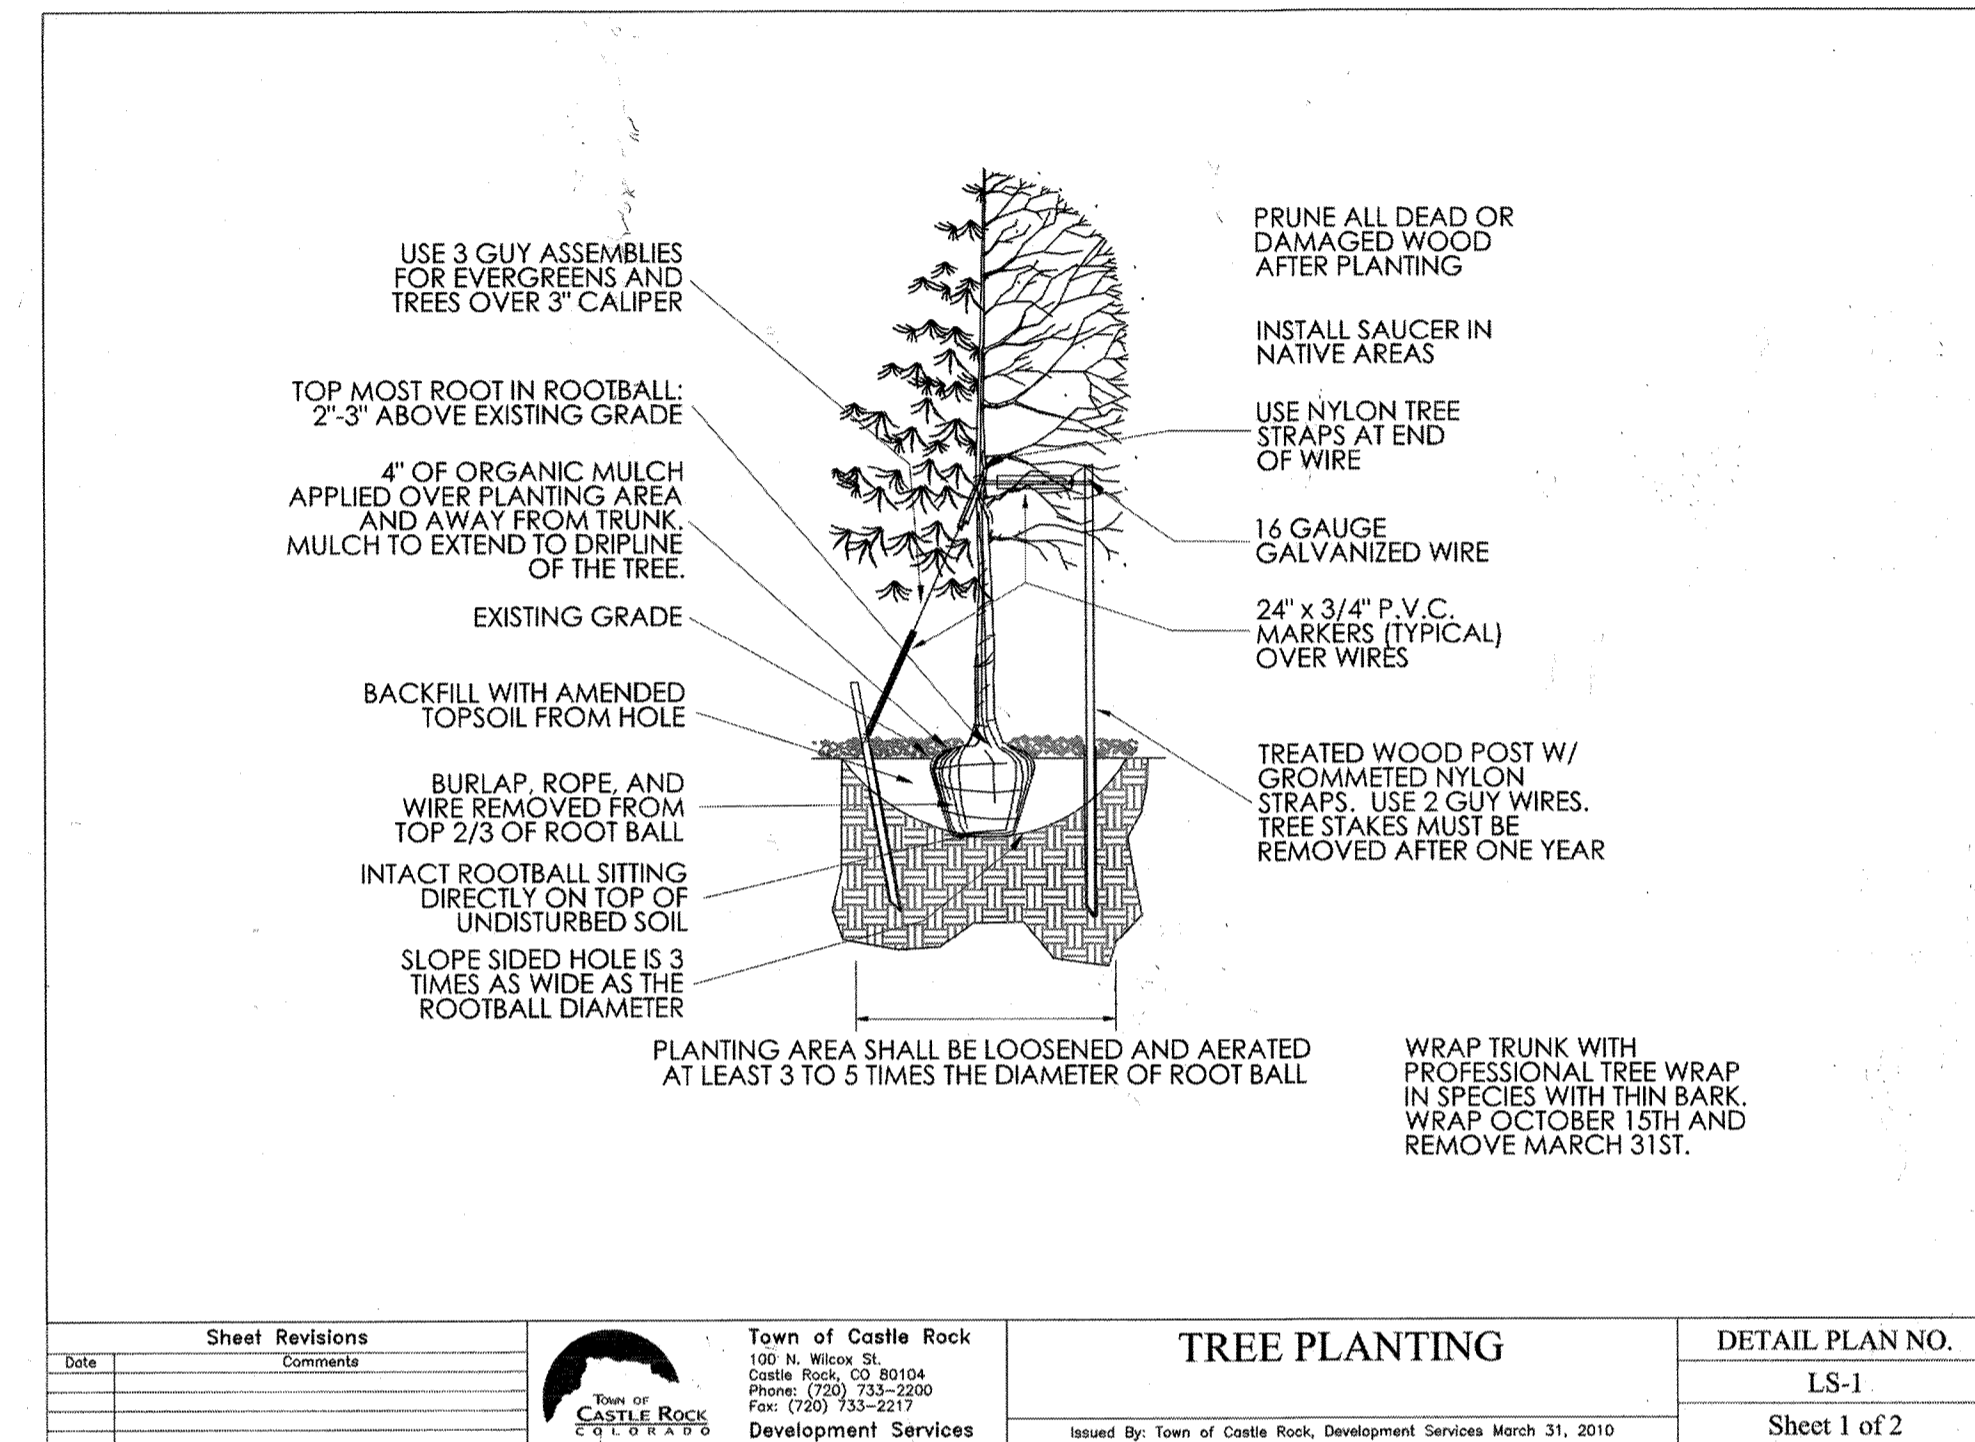 USE 3 GUY ASSEMBLIES
FOR EVERGREENS AND
TREES OVER 3" CALIPER
TOP MOST ROOT IN ROOTBALL:
2"-3" ABOVE EXISTING GRADE
4" OF ORGANIC MULCH
APPLIED OVER PLANTING AREA
AND AWAY FROM TRUNK.
MULCH TO EXTEND TO DRIPLINE
OF THE TREE.
EXISTING GRADE
BACKFILL WITH AMENDED
TOPSOIL FROM HOLE
BURLAP, ROPE, AND
WIRE REMOVED FROM
TOP 2/3 OF ROOT BALL
INTACT ROOTBALL SITTING
DIRECTLY ON TOP OF
UNDISTURBED SOIL
SLOPE SIDED HOLE IS 3
TIMES AS WIDE AS THE
ROOTBALL DIAMETER
PRUNE ALL DEAD OR
DAMAGED WOOD
AFTER PLANTING
INSTALL SAUCER IN
NATIVE AREAS
USE NYLON TREE
STRAPS AT END
OF WIRE
16 GAUGE
GALVANIZED WIRE
24" x 3/4" P.V.C.
MARKERS (TYPICAL)
OVER WIRES
TREATED WOOD POST W/
GROMMETED NYLON
STRAPS. USE 2 GUY WIRES.
TREE STAKES MUST BE
REMOVED AFTER ONE YEAR
PLANTING AREA SHALL BE LOOSENED AND AERATED
AT LEAST 3 TO 5 TIMES THE DIAMETER OF ROOT BALL
WRAP TRUNK WITH
PROFESSIONAL TREE WRAP
IN SPECIES WITH THIN BARK.
WRAP OCTOBER 15TH AND
REMOVE MARCH 31ST.
Sheet Revisions
Date Comments
TOWN OF
CASTLE ROCK
COLORADO
Town of Castle Rock
100 N. Wilcox St.
Castle Rock, CO 80104
Phone: (720) 733-2200
Fax: (720) 733-2217
Development Services
TREE PLANTING
Issued By: Town of Castle Rock, Development Services March 31, 2010
DETAIL PLAN NO.
LS-1
Sheet 1 of 2